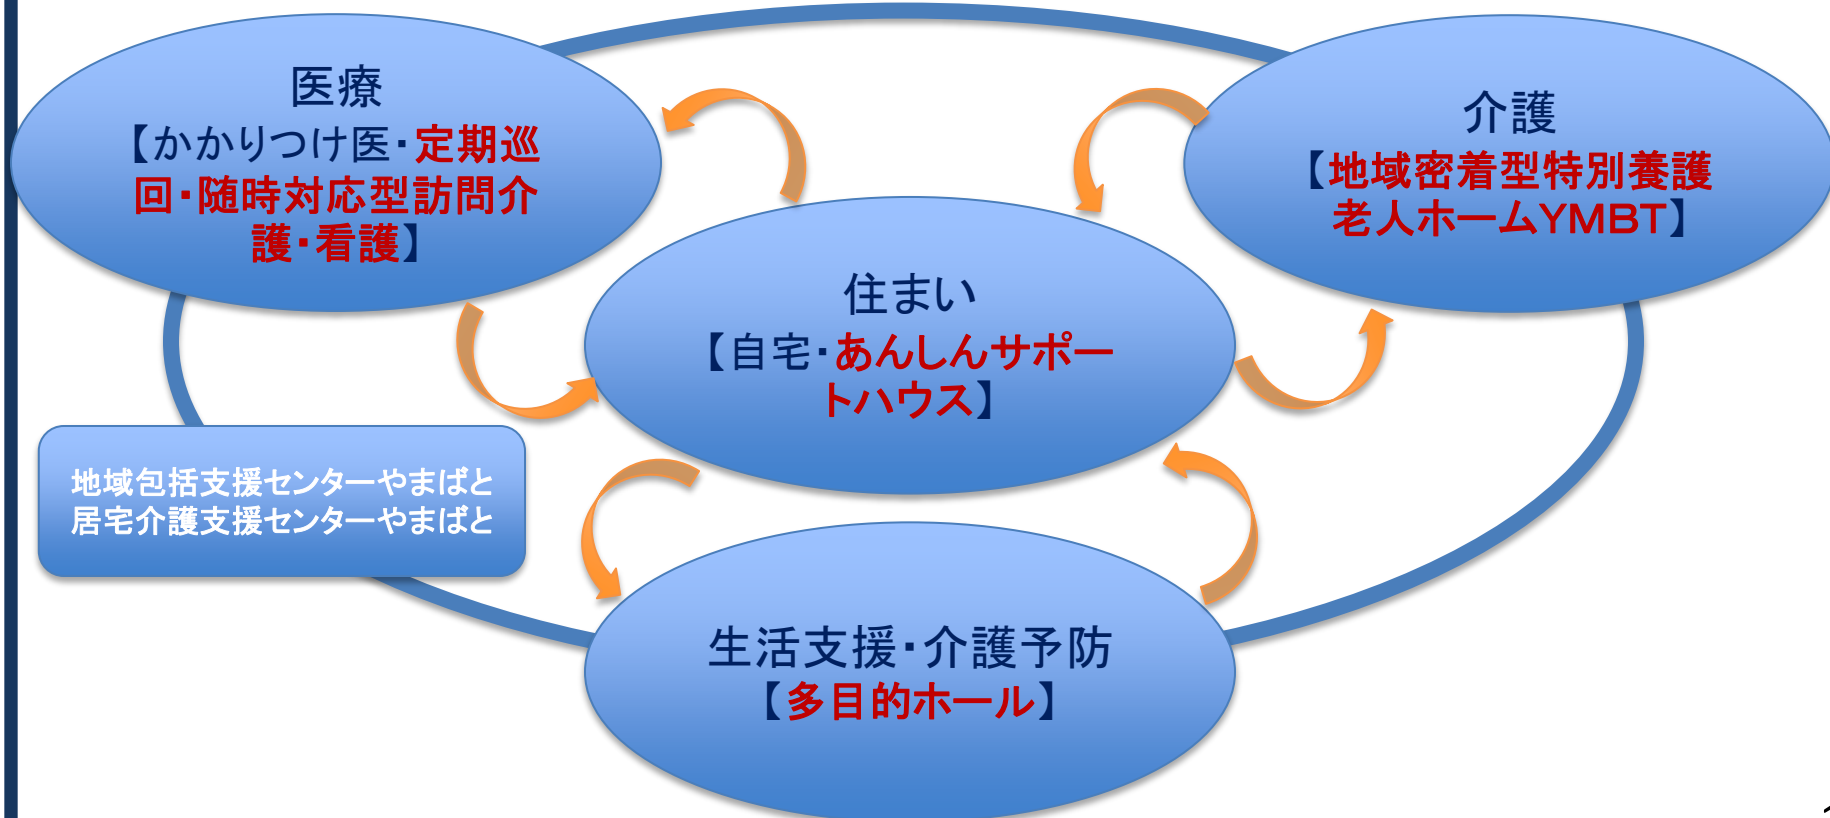 医療
【かかりつけ医・定期巡
回・随時対応型訪問介
護・看護】
介護
【地域密着型特別養護
老人ホームYMBT】
住まい
【自宅・あんしんサポー
トハウス】
地域包括支援センターやまばと
居宅介護支援センターやまばと
生活支援・介護予防
【多目的ホール】